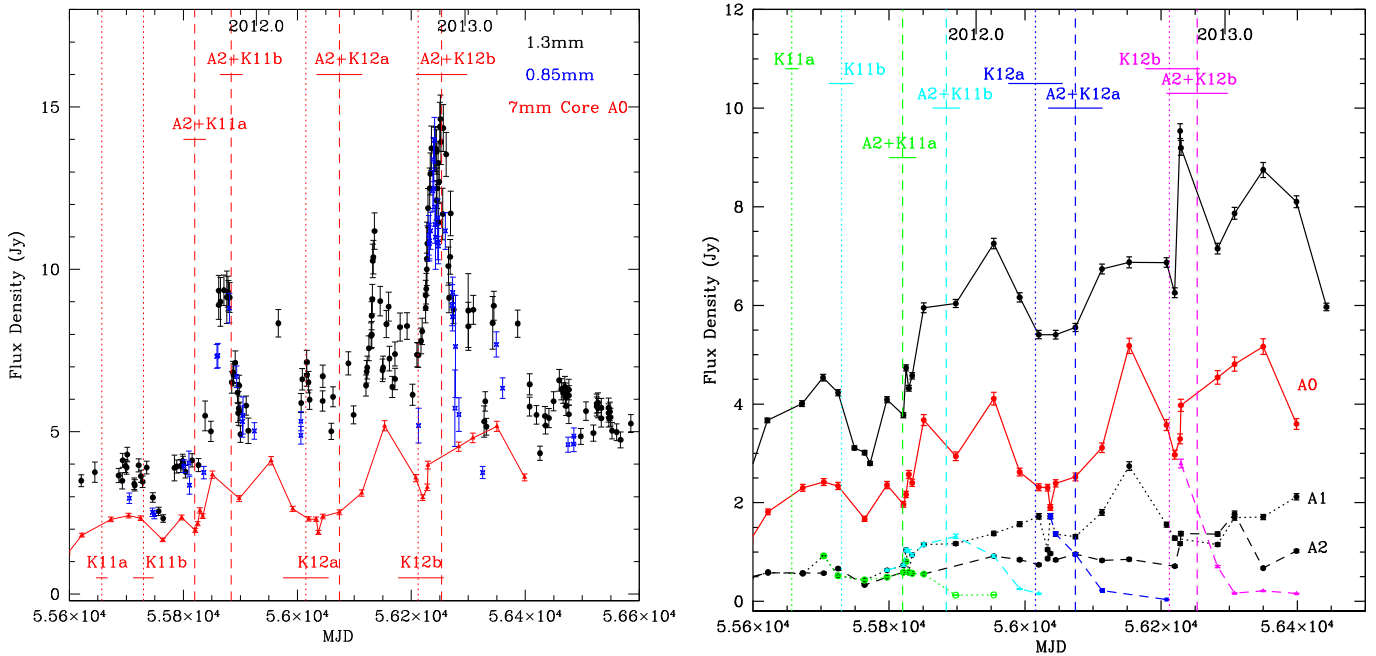 2012.0
2013.0
1.3mm
0.85mm
7mm Core A0
A2+K11b
A2+K12a
A2+K12b
A2+K11a
K11a
K11b
K12a
K12b
15
10
5
0
Flux Density (Jy)
5.56×10⁴
5.58×10⁴
5.6×10⁴
5.62×10⁴
5.64×10⁴
5.66×10⁴
MJD
2012.0
2013.0
K11a
K11b
K12a
K12b
A2+K11b
A2+K12a
A2+K12b
A2+K11a
A0
A1
A2
12
10
8
6
4
2
0
Flux Density (Jy)
5.56×10⁴
5.58×10⁴
5.6×10⁴
5.62×10⁴
5.64×10⁴
MJD